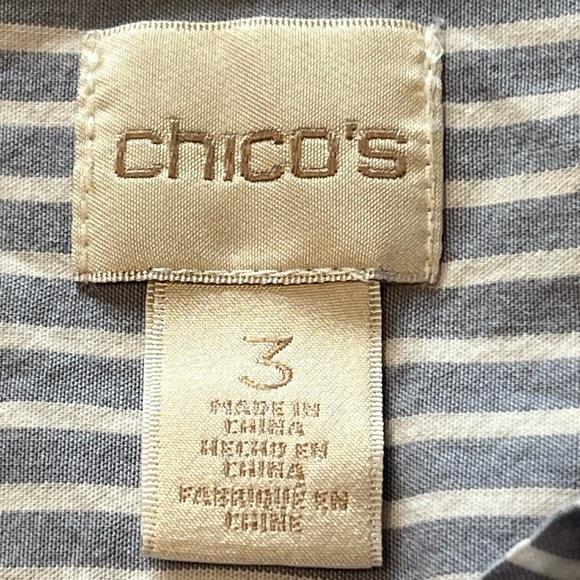 chico's
3
MADE IN
CHINA
HECHO EN
CHINA
FABRIQUÉ EN
CHINE